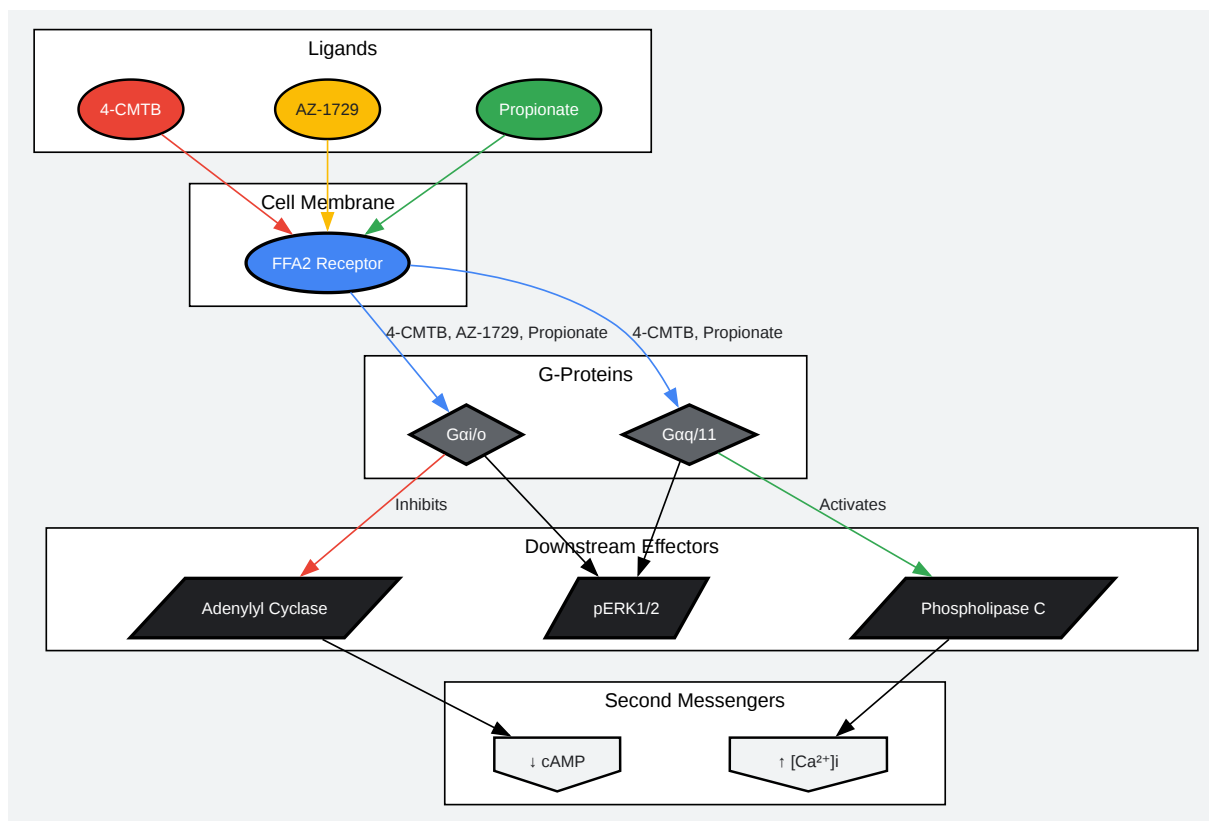 Ligands
4-CMTB
AZ-1729
Propionate
Cell Membrane
FFA2 Receptor
4-CMTB, AZ-1729, Propionate
4-CMTB, Propionate
G-Proteins
Gαi/o
Gαq/11
Inhibits
Activates
Downstream Effectors
Adenylyl Cyclase
pERK1/2
Phospholipase C
Second Messengers
↓ cAMP
↑ [Ca²⁺]i